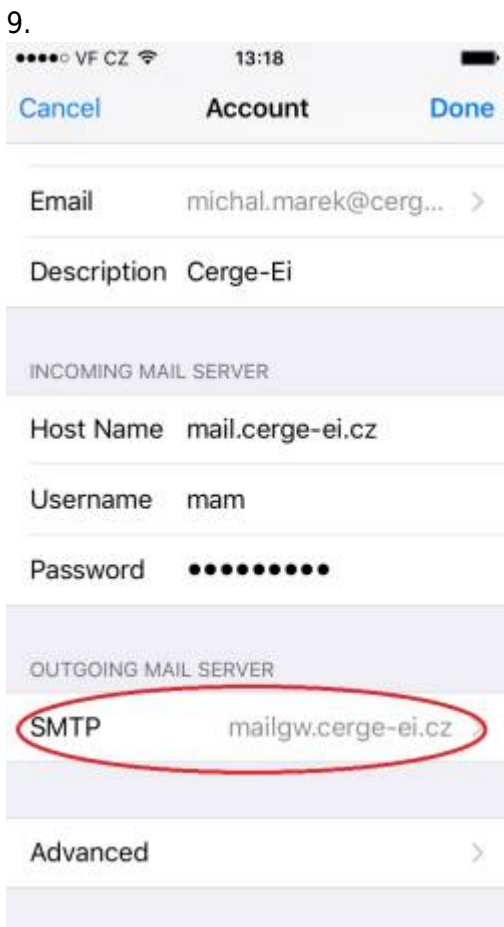 9.
VF CZ 13:18
Cancel Account Done
Email michal.marek@cerg...
Description Cerge-Ei
INCOMING MAIL SERVER
Host Name mail.cerge-ei.cz
Username mam
Password ●●●●●●●●●
OUTGOING MAIL SERVER
SMTP mailgw.cerge-ei.cz
Advanced